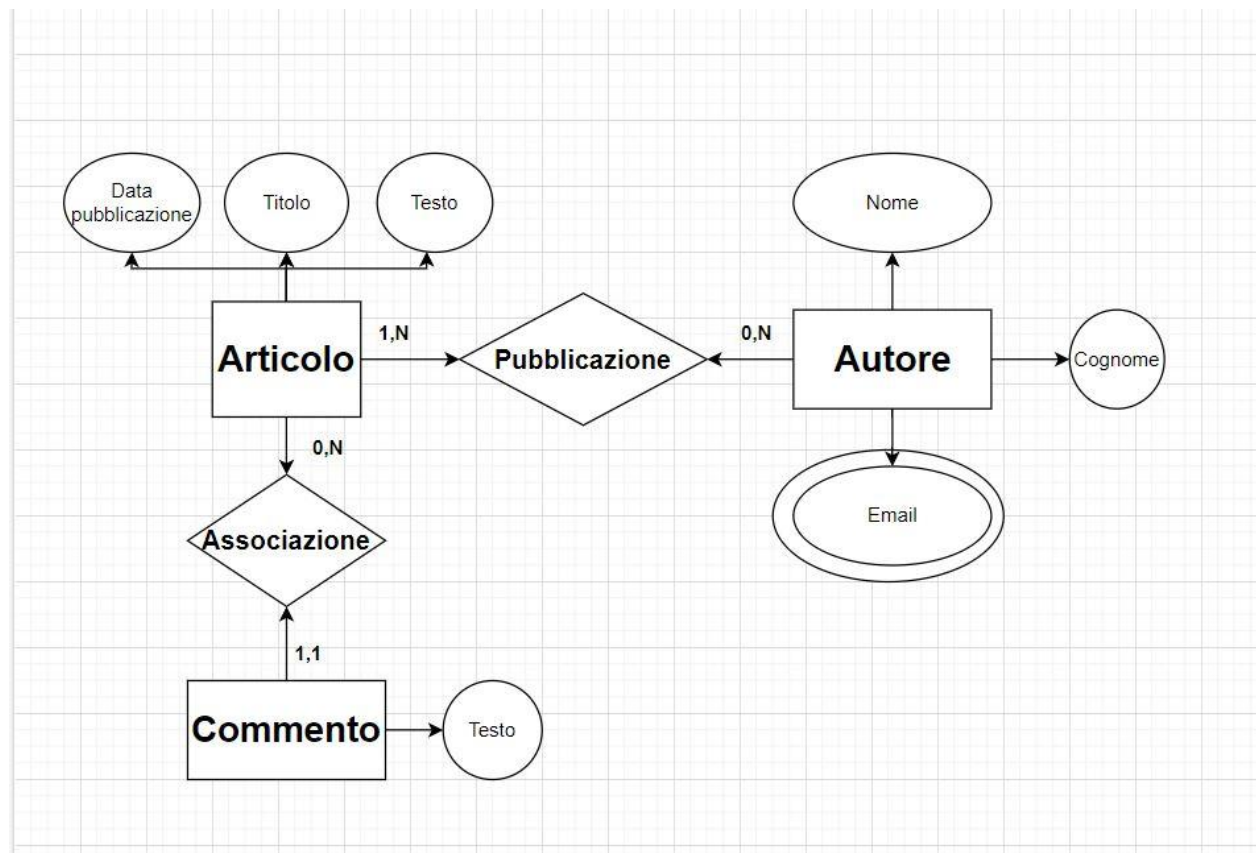 Data
pubblicazione
Titolo
Testo
Nome
Articolo
1,N
Pubblicazione
0,N
Autore
Cognome
0,N
Email
Associazione
1,1
Commento
Testo